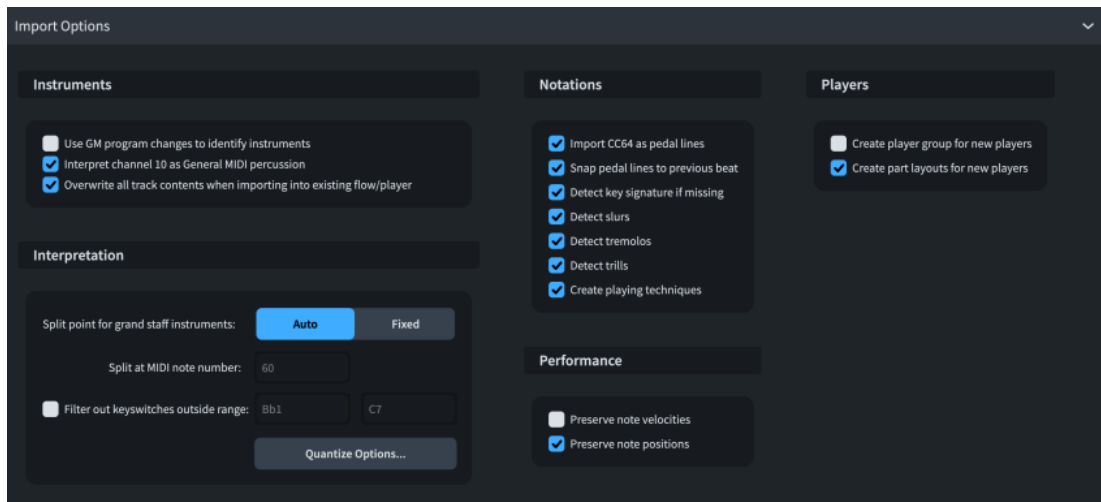 Import Options
Instruments
Use GM program changes to identify instruments
Interpret channel 10 as General MIDI percussion
Overwrite all track contents when importing into existing flow/player
Interpretation
Split point for grand staff instruments: Auto Fixed
Split at MIDI note number: 60
Filter out keyswitches outside range: Bb1 C7
Quantize Options...
Notations
Import CC64 as pedal lines
Snap pedal lines to previous beat
Detect key signature if missing
Detect slurs
Detect tremolos
Detect trills
Create playing techniques
Performance
Preserve note velocities
Preserve note positions
Players
Create player group for new players
Create part layouts for new players